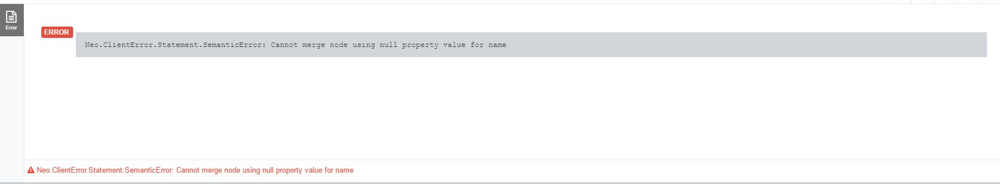 Error
ERROR
Neo.ClientError.Statement.SemanticError: Cannot merge node using null property value for name
Neo.ClientError.Statement.SemanticError: Cannot merge node using null property value for name